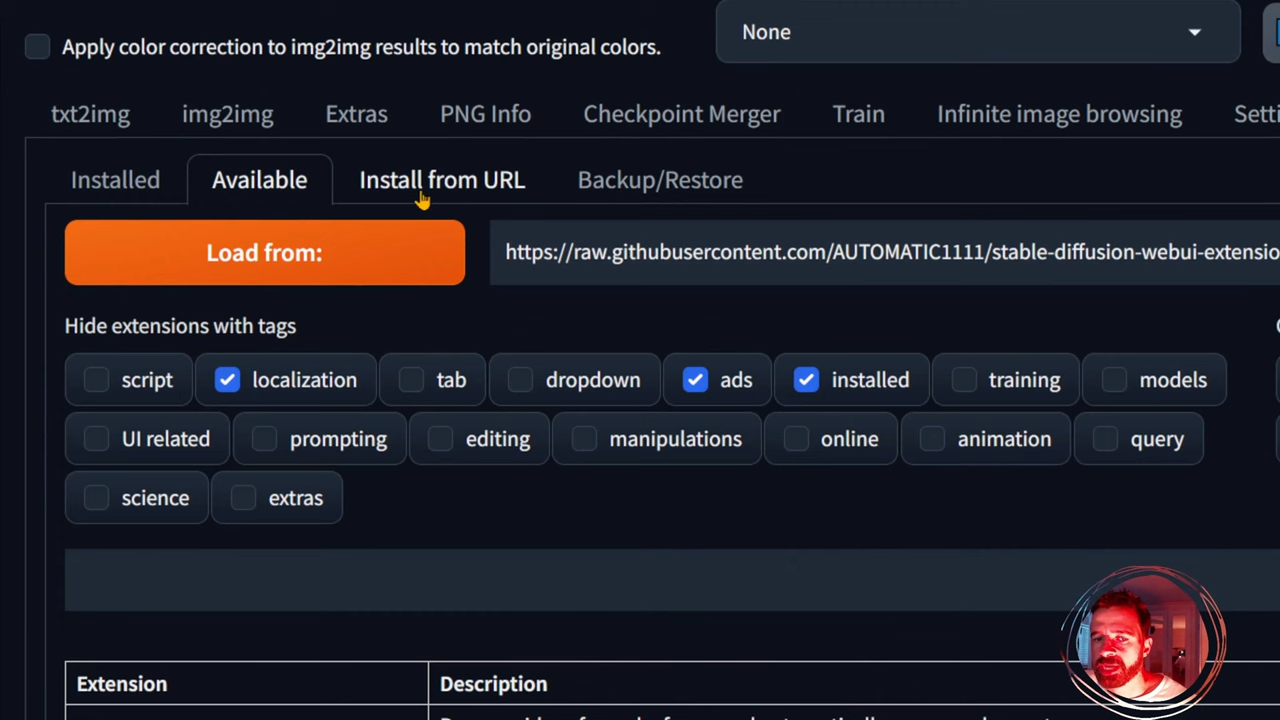 Apply color correction to img2img results to match original colors.
None
txt2img img2img Extras PNG Info Checkpoint Merger Train Infinite image browsing
Installed Available Install from URL Backup/Restore
Load from: https://raw.githubusercontent.com/AUTOMATIC1111/stable-diffusion-webui-extensio
Hide extensions with tags
script localization tab dropdown ads installed training models
UI related prompting editing manipulations online animation query
science extras
Extension Description